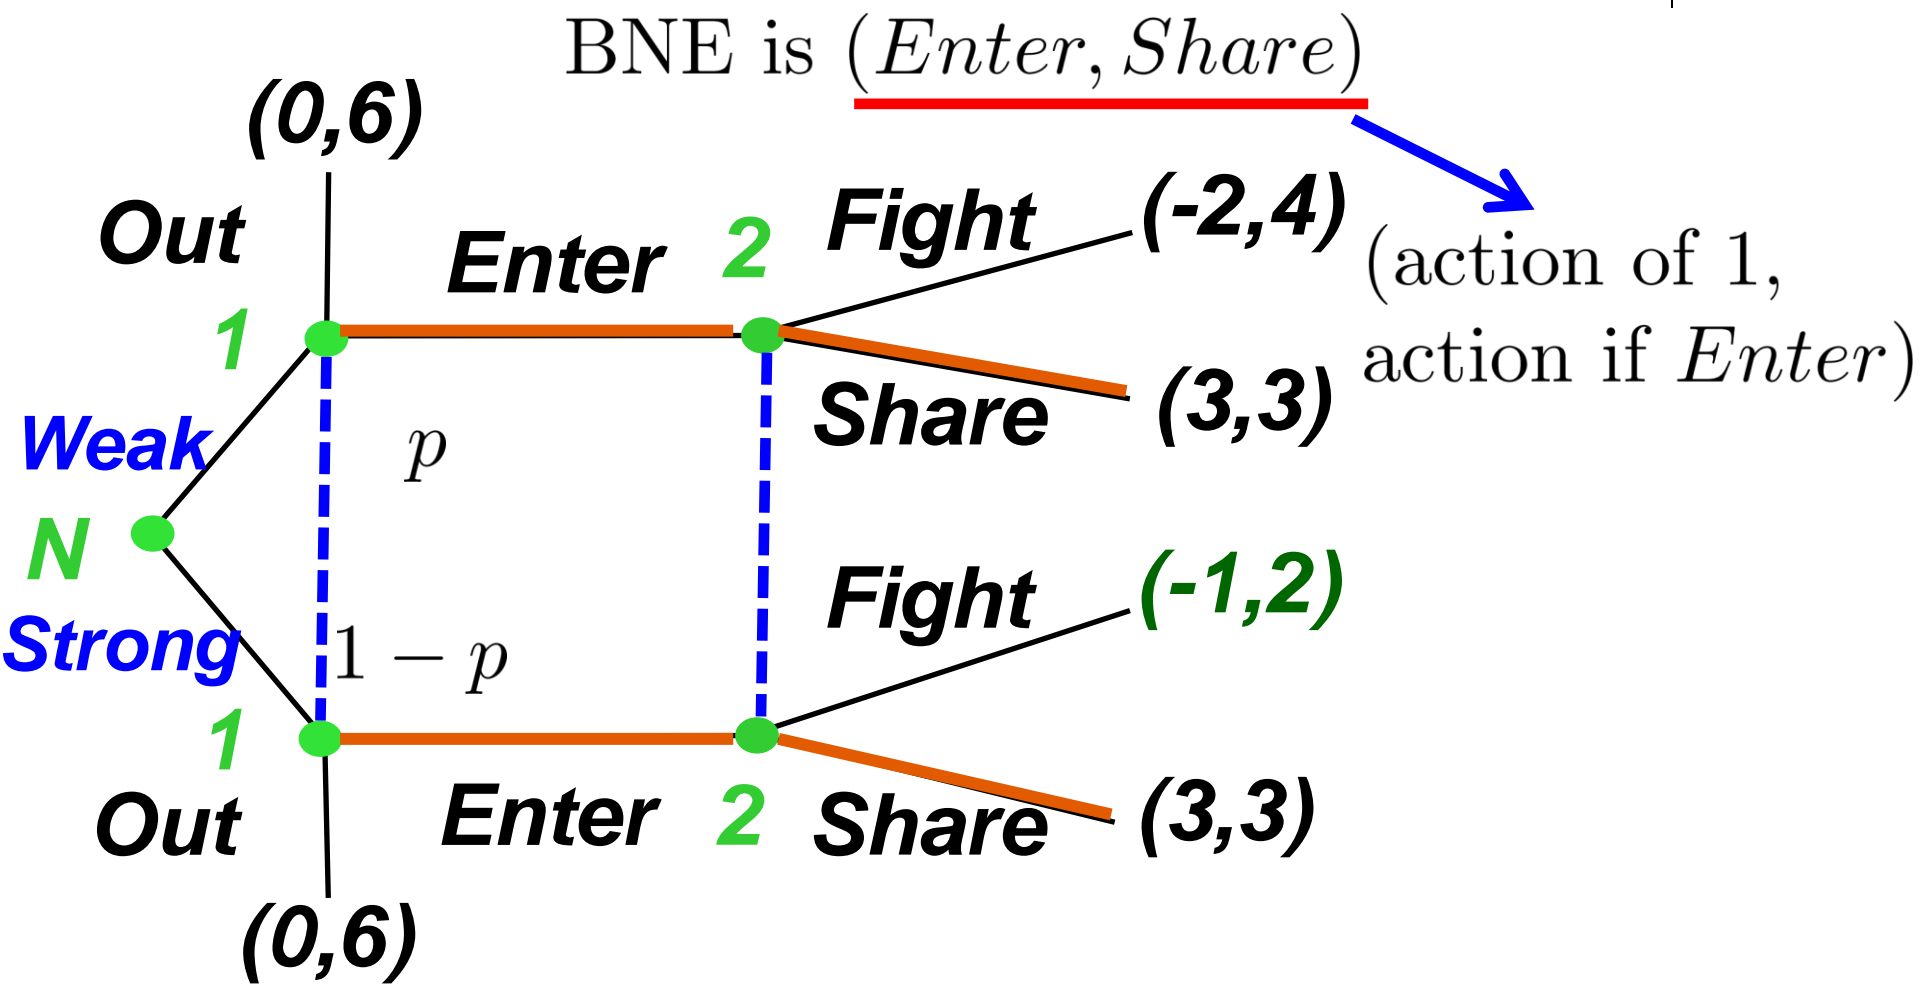 BNE is (Enter, Share)
(0,6)
Out
Enter
2
Fight
(-2,4)
(action of 1,
action if Enter)
1
Share
(3,3)
Weak
p
N
Fight
(-1,2)
Strong
1 − p
1
Out
Enter
2
Share
(3,3)
(0,6)